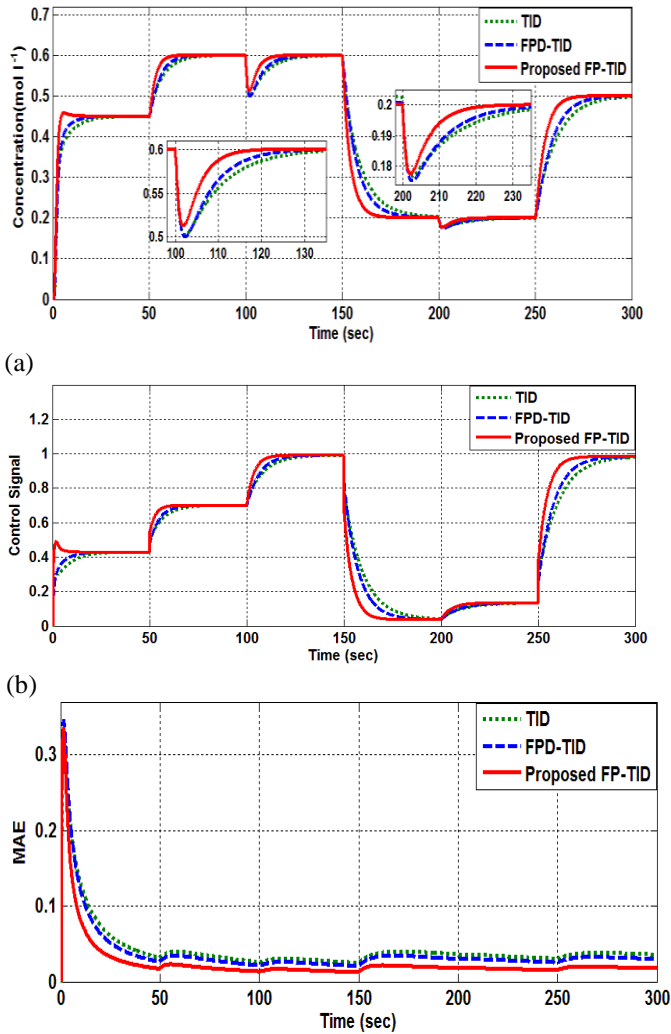 TID
FPD-TID
Proposed FP-TID
Concentration(mol l⁻¹)
0.6
0.5
0.4
0.3
0.2
0.1
0
0.6
0.55
0.5
100 110 120 130
0.2
0.19
0.18
200 210 220 230
0 50 100 150 200 250 300
Time (sec)
(a)
TID
FPD-TID
Proposed FP-TID
Control Signal
1.2
1
0.8
0.6
0.4
0.2
0
0 50 100 150 200 250 300
Time (sec)
(b)
TID
FPD-TID
Proposed FP-TID
MAE
0.3
0.2
0.1
0
0 50 100 150 200 250 300
Time (sec)